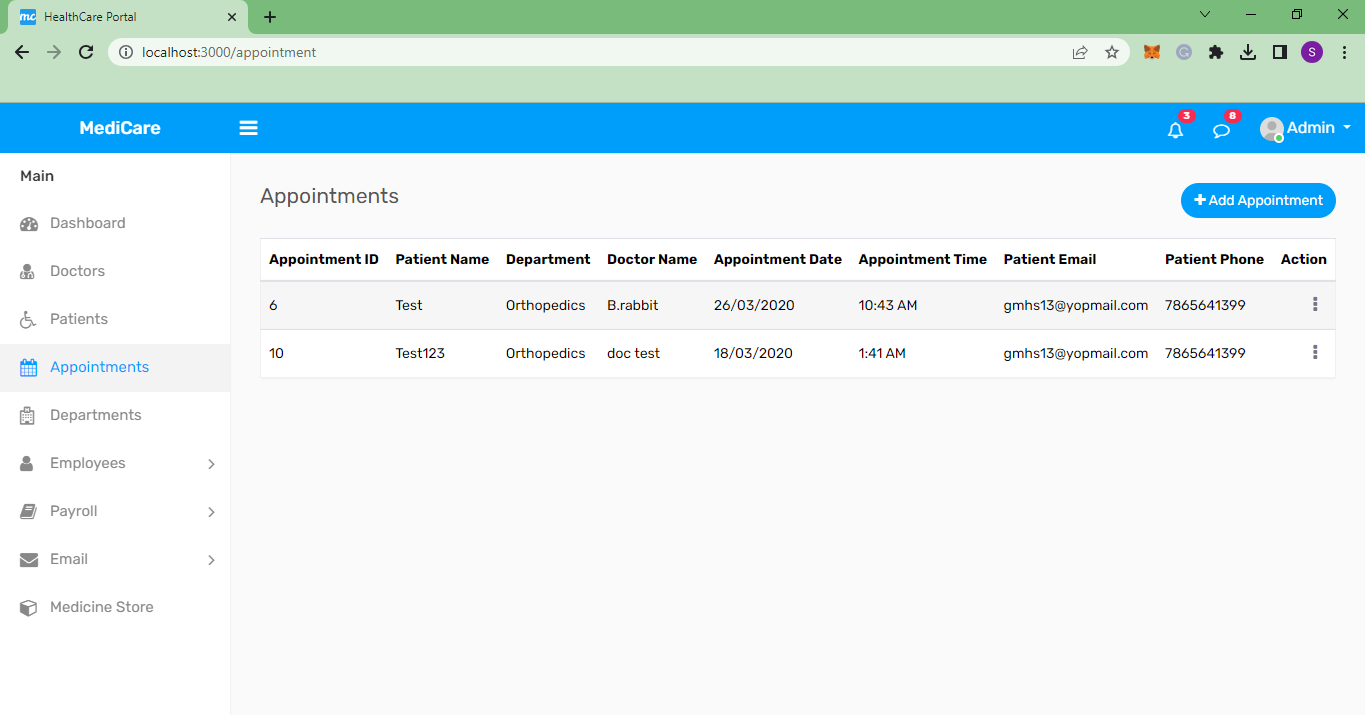 mc HealthCare Portal
localhost:3000/appointment
S
MediCare
3
8
Admin
Main
Dashboard
Doctors
Patients
Appointments
Departments
Employees
Payroll
Email
Medicine Store
Appointments
Add Appointment
Appointment ID Patient Name Department Doctor Name Appointment Date Appointment Time Patient Email Patient Phone Action
6 Test Orthopedics B.rabbit 26/03/2020 10:43 AM gmhs13@yopmail.com 7865641399
10 Test123 Orthopedics doc test 18/03/2020 1:41 AM gmhs13@yopmail.com 7865641399